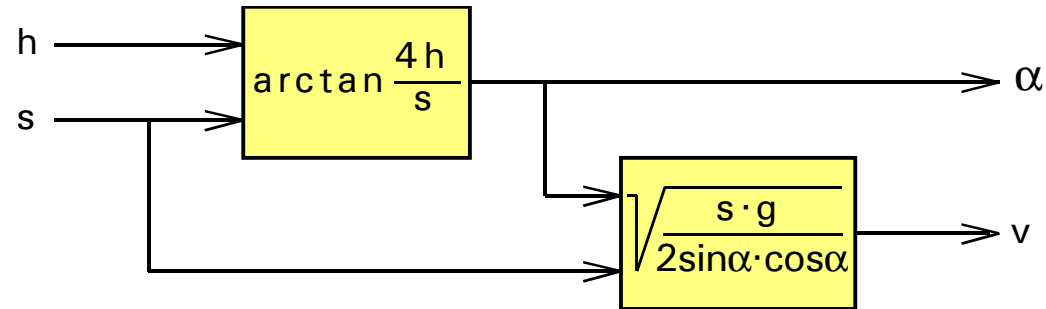 h
s
arctan 4h
s
α
√ s·g
2sinα·cosα
v